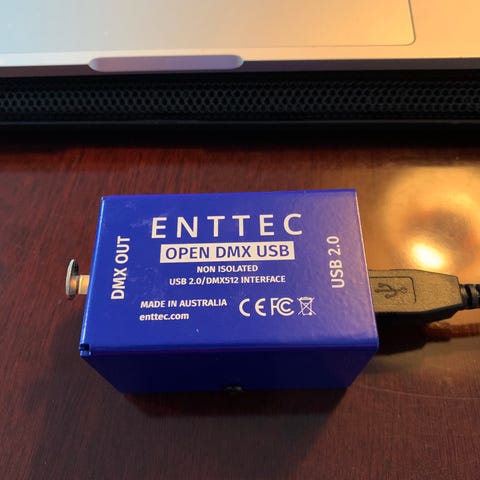 ENTTEC
OPEN DMX USB
NON ISOLATED
USB 2.0/DMX512 INTERFACE
MADE IN AUSTRALIA
enttec.com
CE FC
DMX OUT
USB 2.0